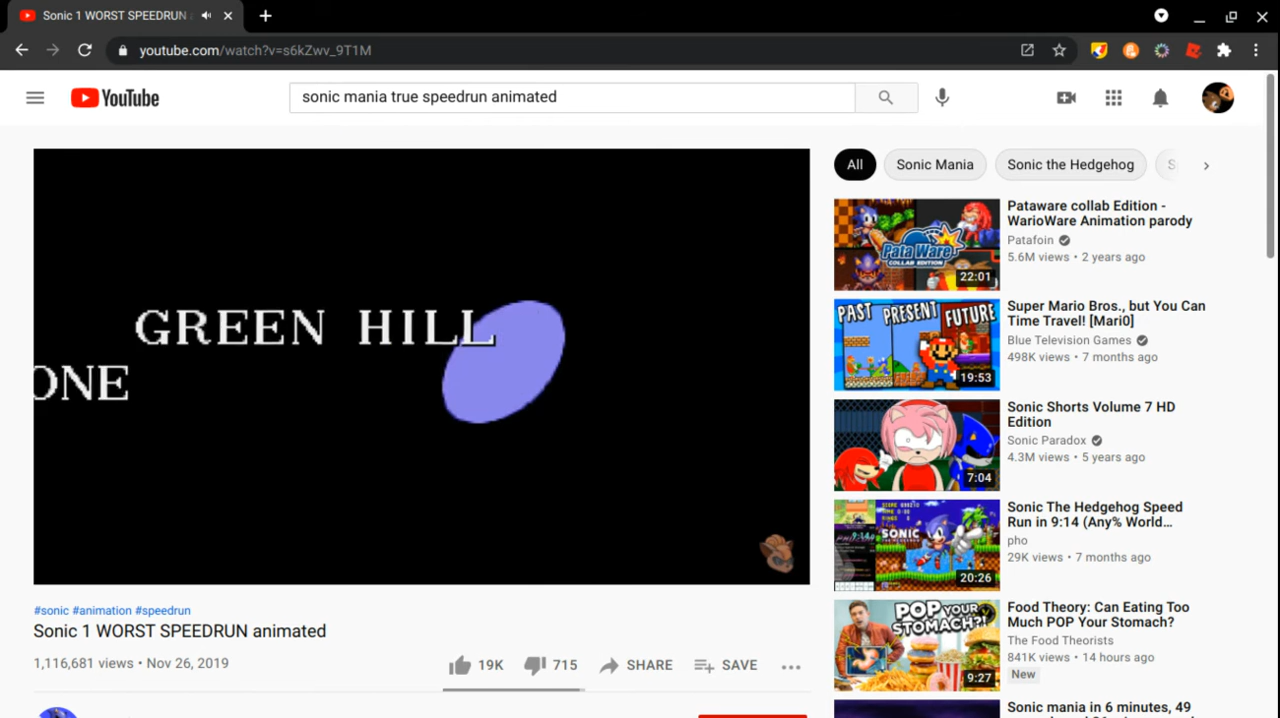 Sonic 1 WORST SPEEDRUN
youtube.com/watch?v=s6kZwv_9T1M
YouTube
sonic mania true speedrun animated
GREEN HILL
ONE
#sonic #animation #speedrun
Sonic 1 WORST SPEEDRUN animated
1,116,681 views • Nov 26, 2019
19K
715
SHARE
SAVE
All
Sonic Mania
Sonic the Hedgehog
S
PataWare
COLLAB EDITION
22:01
Pataware collab Edition -
WarioWare Animation parody
Patafoin
5.6M views • 2 years ago
PAST PRESENT FUTURE
19:53
Super Mario Bros., but You Can
Time Travel! [Mari0]
Blue Television Games
498K views • 7 months ago
7:04
Sonic Shorts Volume 7 HD
Edition
Sonic Paradox
4.3M views • 5 years ago
SONIC
20:26
Sonic The Hedgehog Speed
Run in 9:14 (Any% World...
pho
29K views • 7 months ago
POP YOUR
STOMACH?!
9:27
Food Theory: Can Eating Too
Much POP Your Stomach?
The Food Theorists
841K views • 14 hours ago
New
Sonic mania in 6 minutes, 49